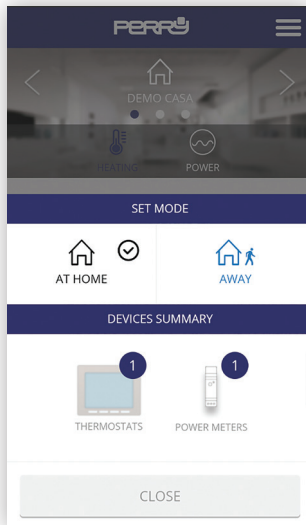 PERRY
DEMO CASA
HEATING
POWER
SET MODE
AT HOME
AWAY
DEVICES SUMMARY
1
1
THERMOSTATS
POWER METERS
CLOSE